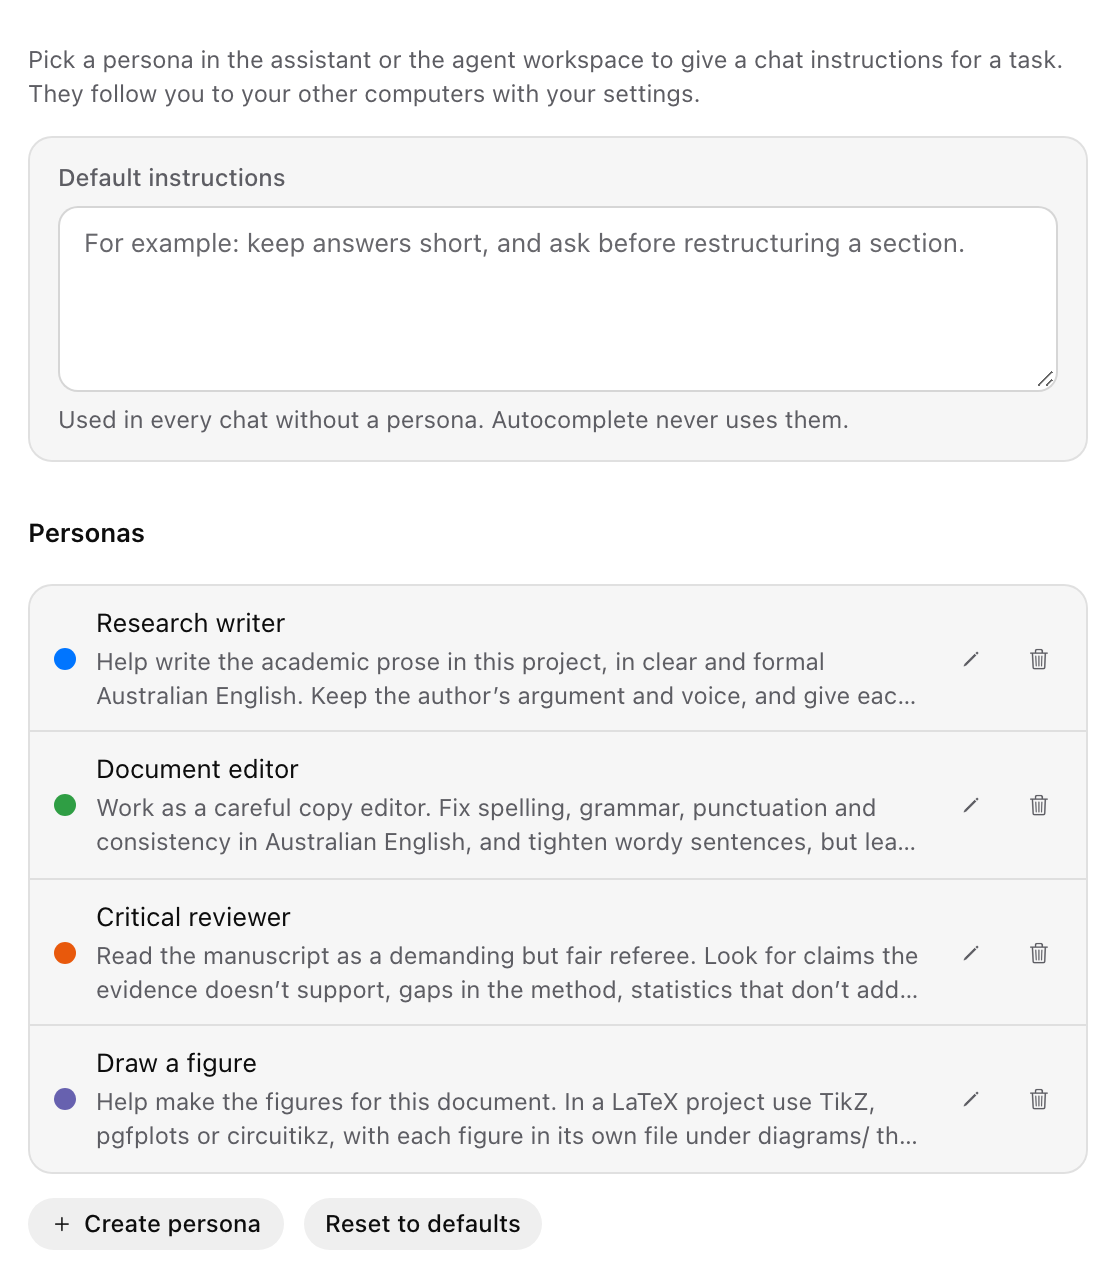 Pick a persona in the assistant or the agent workspace to give a chat instructions for a task.
They follow you to your other computers with your settings.
Default instructions
For example: keep answers short, and ask before restructuring a section.
Used in every chat without a persona. Autocomplete never uses them.
Personas
Research writer
Help write the academic prose in this project, in clear and formal
Australian English. Keep the author’s argument and voice, and give eac...
Document editor
Work as a careful copy editor. Fix spelling, grammar, punctuation and
consistency in Australian English, and tighten wordy sentences, but lea...
Critical reviewer
Read the manuscript as a demanding but fair referee. Look for claims the
evidence doesn’t support, gaps in the method, statistics that don’t add...
Draw a figure
Help make the figures for this document. In a LaTeX project use TikZ,
pgfplots or circuitikz, with each figure in its own file under diagrams/ th...
+ Create persona
Reset to defaults